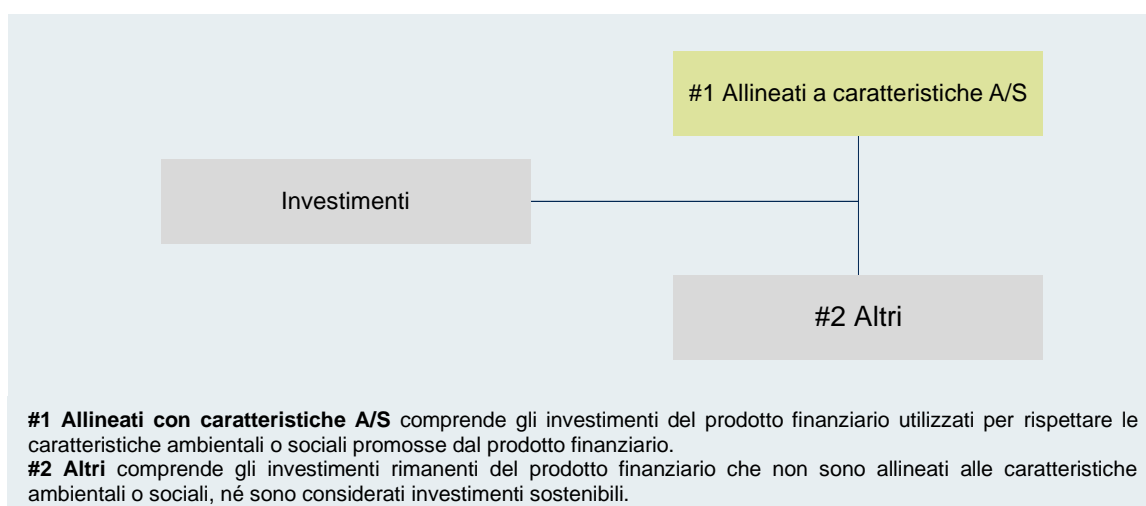 #1 Allineati a caratteristiche A/S
Investimenti
#2 Altri
#1 Allineati con caratteristiche A/S comprende gli investimenti del prodotto finanziario utilizzati per rispettare le
caratteristiche ambientali o sociali promosse dal prodotto finanziario.
#2 Altri comprende gli investimenti rimanenti del prodotto finanziario che non sono allineati alle caratteristiche
ambientali o sociali, né sono considerati investimenti sostenibili.